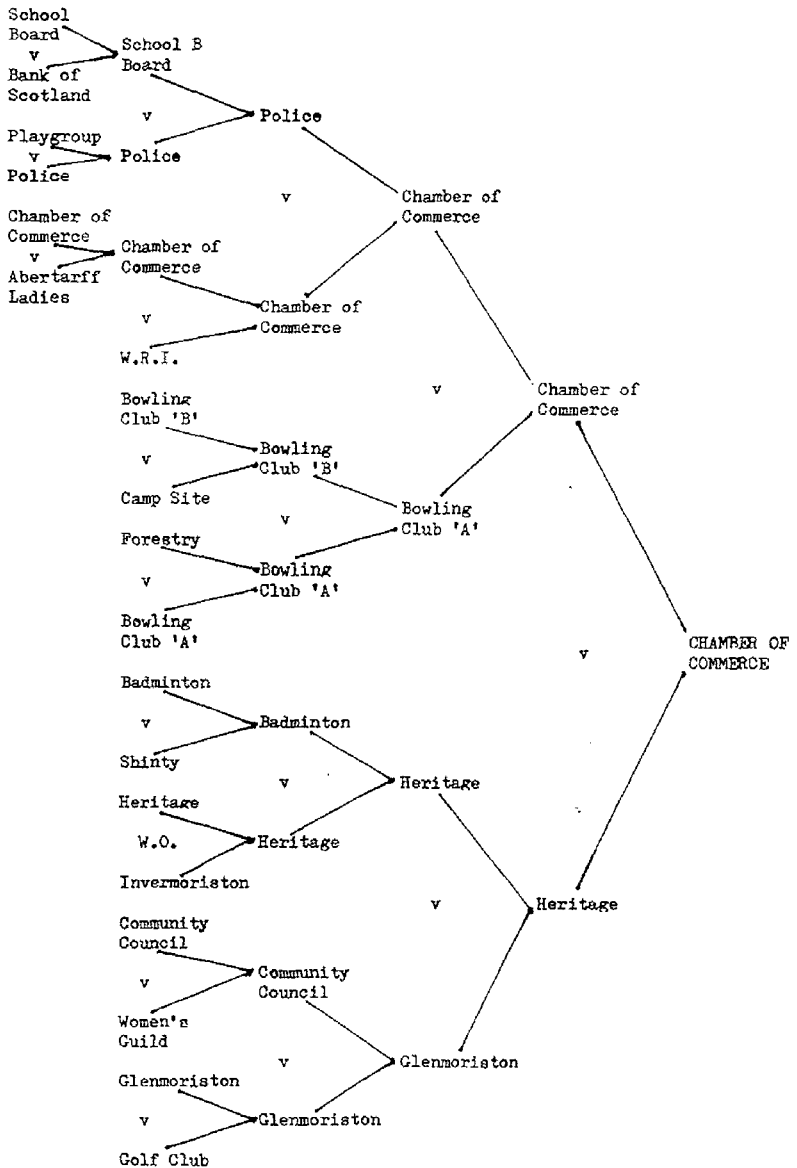 School
Board
v
Bank of
Scotland
School B
Board
v
Playgroup
v
Police
Police
Police
v
Chamber of
Commerce
v
Abertarff
Ladies
Chamber of
Commerce
v
W.R.I.
Chamber of
Commerce
Chamber of
Commerce
v
Bowling
Club 'B'
v
Camp Site
Bowling
Club 'B'
v
Forestry
v
Bowling
Club 'A'
Bowling
Club 'A'
Bowling
Club 'A'
Chamber of
Commerce
v
CHAMBER OF
COMMERCE
Badminton
v
Shinty
Badminton
v
Heritage
W.O.
Invermoriston
Heritage
Heritage
v
Community
Council
v
Women's
Guild
Community
Council
v
Glenmoriston
v
Golf Club
Glenmoriston
Glenmoriston
Heritage